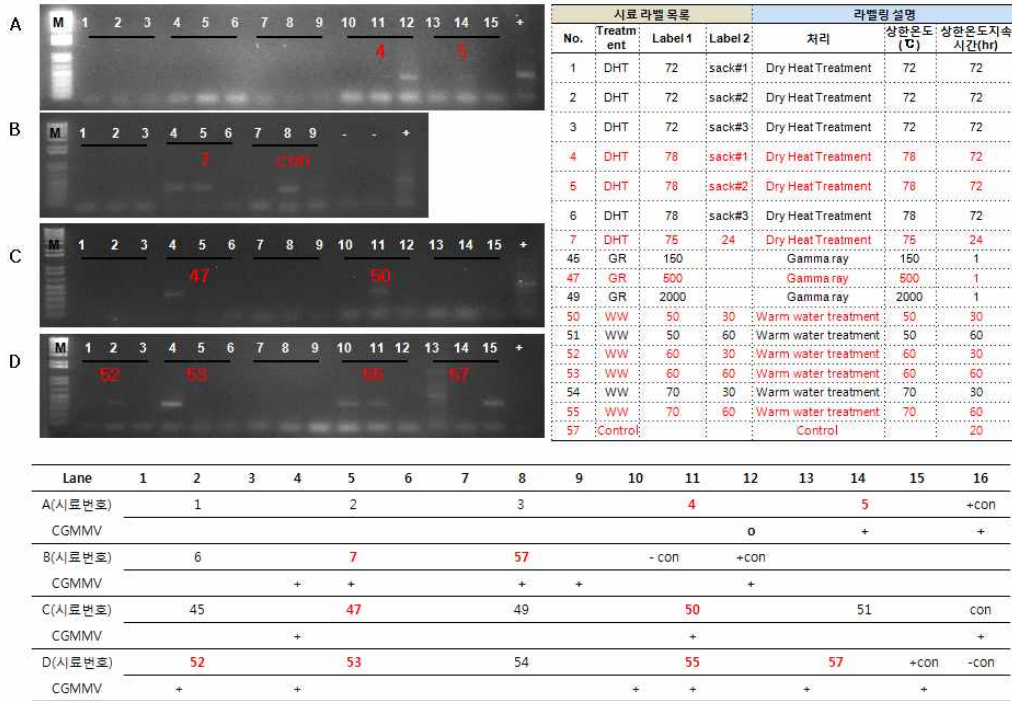 A
M 1 2 3 4 5 6 7 8 9 10 11 12 13 14 15 +
4 5
B
M 1 2 3 4 5 6 7 8 9 - - +
7 con
C
M 1 2 3 4 5 6 7 8 9 10 11 12 13 14 15 +
47 50
D
M 1 2 3 4 5 6 7 8 9 10 11 12 13 14 15 +
52 53 55 57
시료 라벨 목록 라벨링 설명
No. Treatment Label 1 Label 2 처리 상한온도(℃) 상한온도지속시간(hr)
1 DHT 72 sack#1 Dry Heat Treatment 72 72
2 DHT 72 sack#2 Dry Heat Treatment 72 72
3 DHT 72 sack#3 Dry Heat Treatment 72 72
4 DHT 78 sack#1 Dry Heat Treatment 78 72
5 DHT 78 sack#2 Dry Heat Treatment 78 72
6 DHT 78 sack#3 Dry Heat Treatment 78 72
7 DHT 75 24 Dry Heat Treatment 75 24
45 GR 150 Gamma ray 150 1
47 GR 500 Gamma ray 500 1
49 GR 2000 Gamma ray 2000 1
50 WW 50 30 Warm water treatment 50 30
51 WW 50 60 Warm water treatment 50 60
52 WW 60 30 Warm water treatment 60 30
53 WW 60 60 Warm water treatment 60 60
54 WW 70 30 Warm water treatment 70 30
55 WW 70 60 Warm water treatment 70 60
57 Control Control 20
Lane 1 2 3 4 5 6 7 8 9 10 11 12 13 14 15 16
A(시료번호) 1 2 3 4 5 +con
CGMMV o + +
B(시료번호) 6 7 57 - con +con
CGMMV + + + + +
C(시료번호) 45 47 49 50 51 con
CGMMV + + +
D(시료번호) 52 53 54 55 57 +con -con
CGMMV + + + + + +